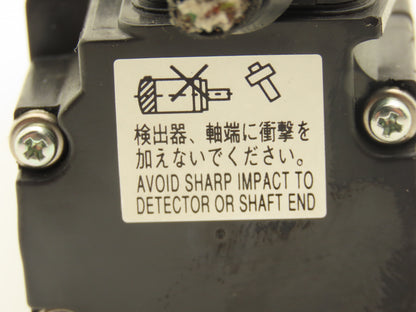 検出器、軸端に衝撃を
加えないでください。
AVOID SHARP IMPACT TO
DETECTOR OR SHAFT END